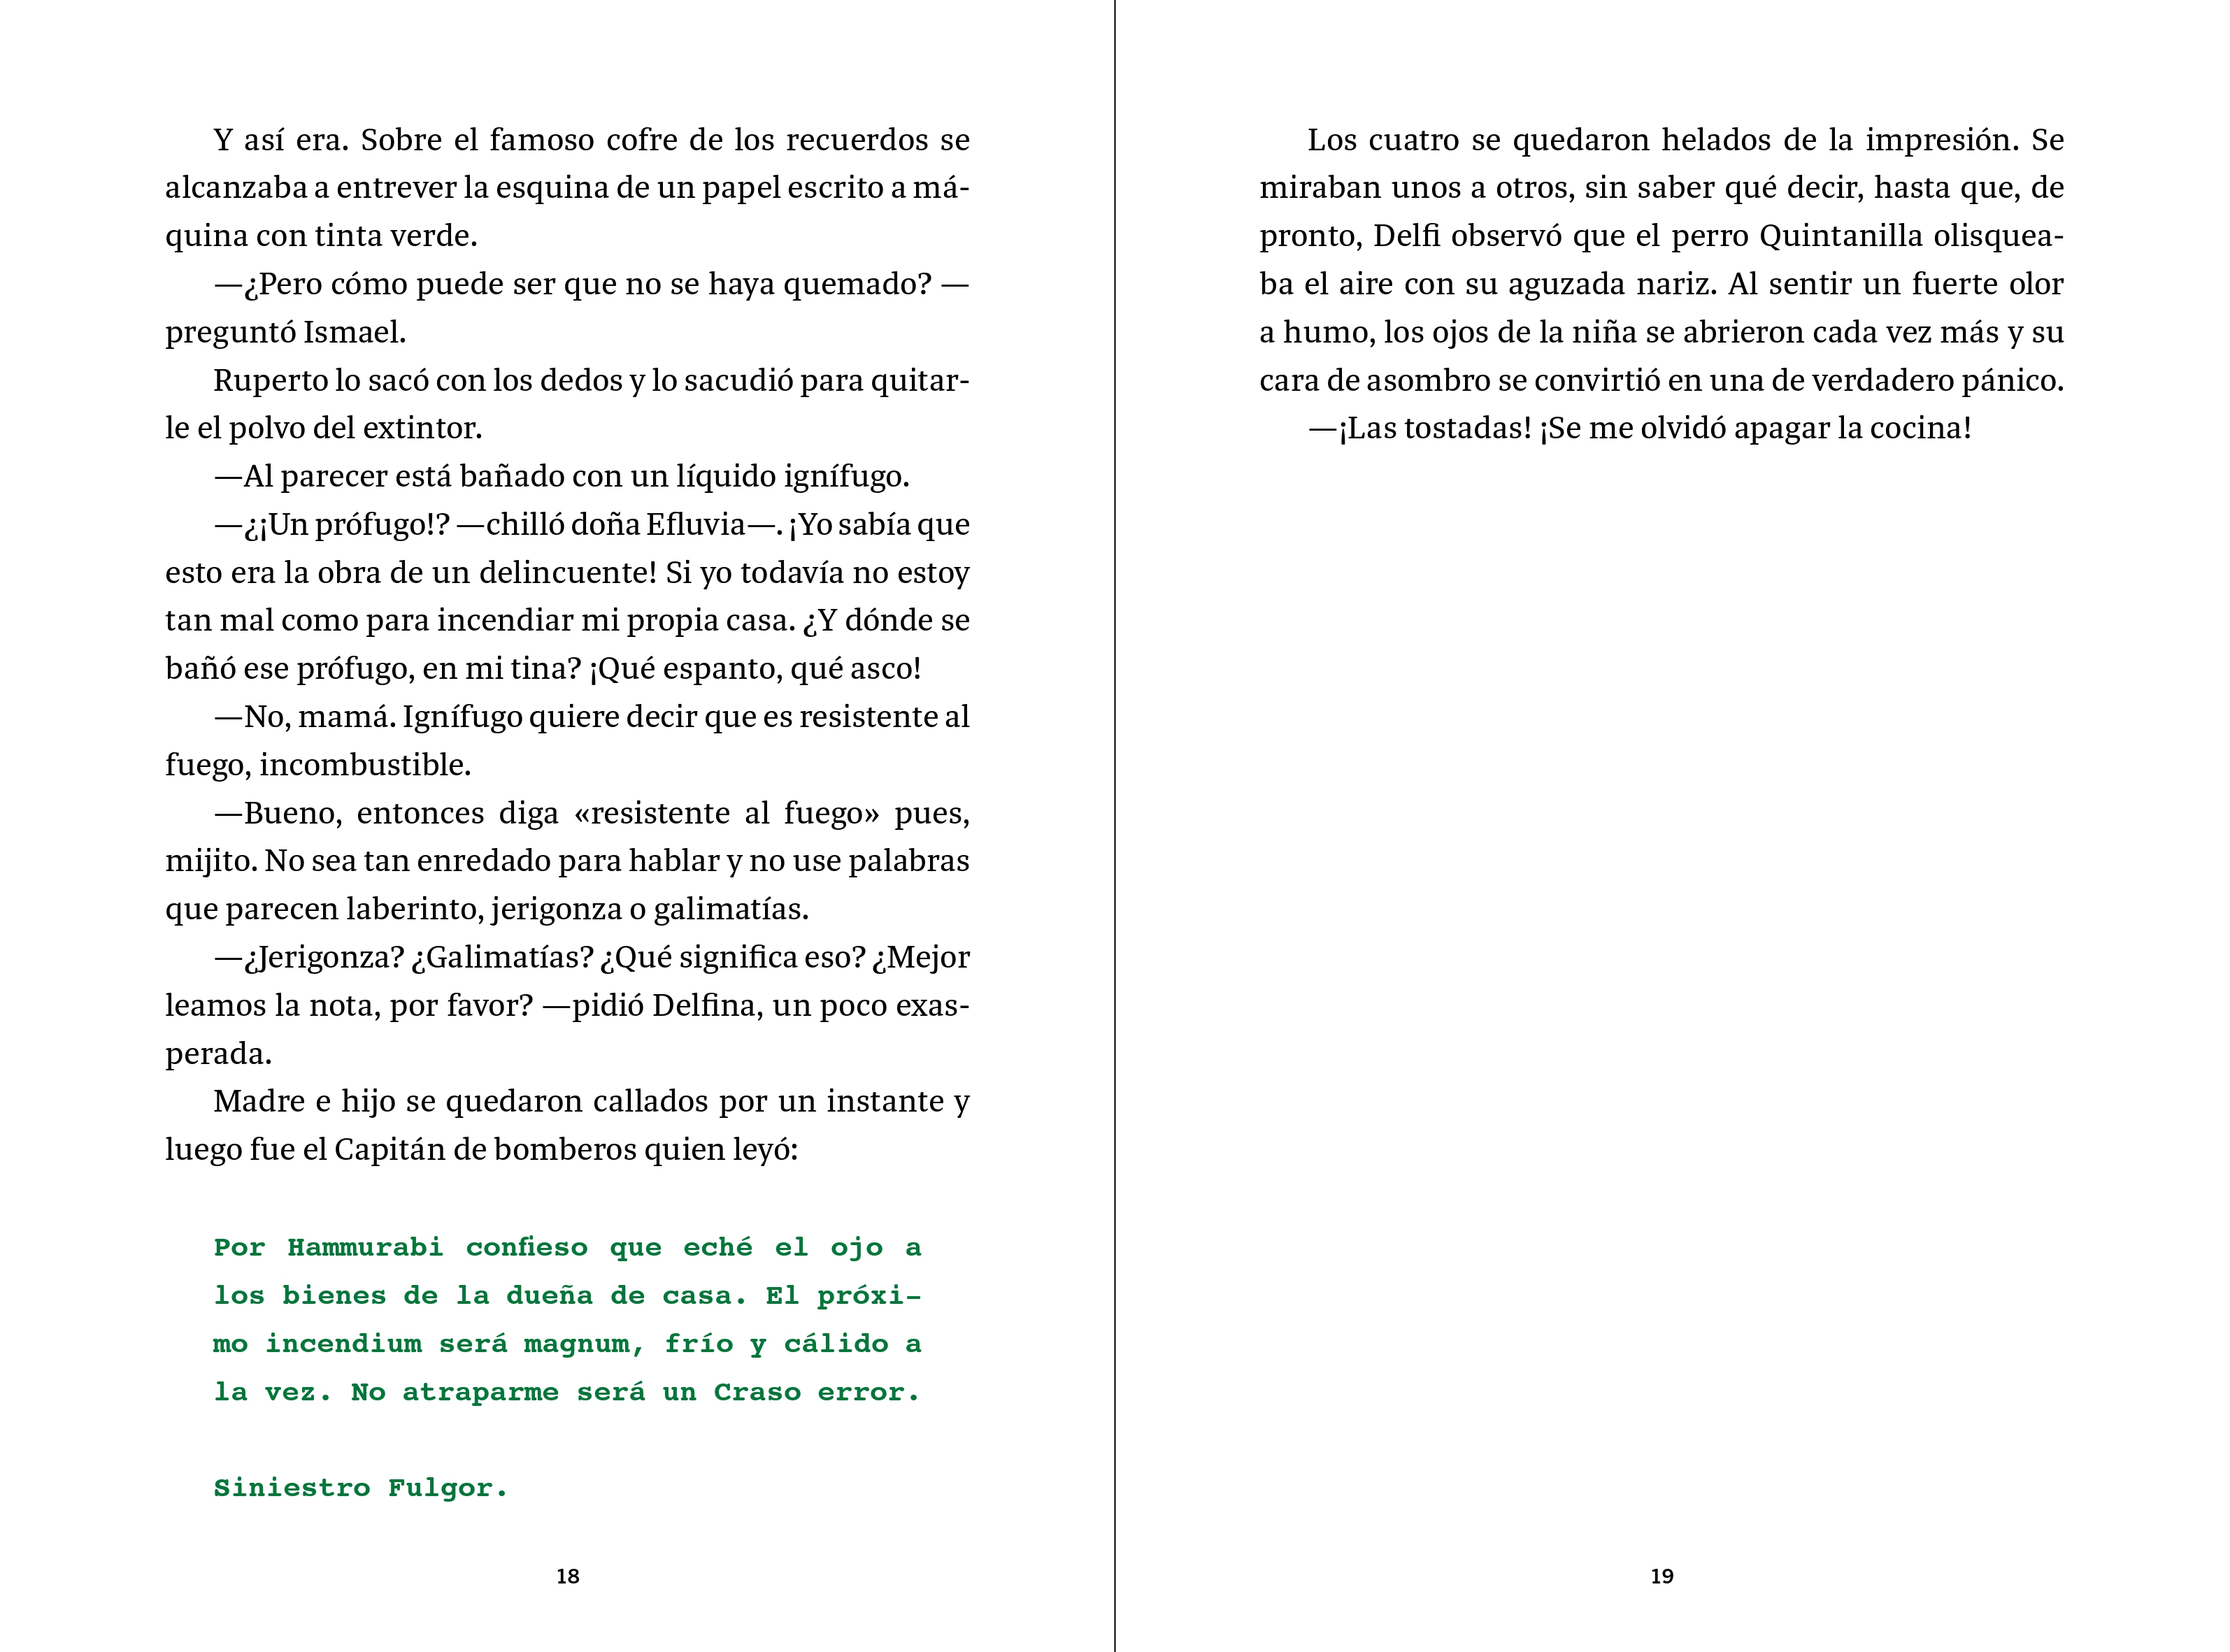 Y así era. Sobre el famoso cofre de los recuerdos se
alcanzaba a entrever la esquina de un papel escrito a má-
quina con tinta verde.
—¿Pero cómo puede ser que no se haya quemado? —
preguntó Ismael.
Ruperto lo sacó con los dedos y lo sacudió para quitar-
le el polvo del extintor.
—Al parecer está bañado con un líquido ignífugo.
—¿¡Un prófugo!? —chilló doña Efluvia—. ¡Yo sabía que
esto era la obra de un delincuente! Si yo todavía no estoy
tan mal como para incendiar mi propia casa. ¿Y dónde se
bañó ese prófugo, en mi tina? ¡Qué espanto, qué asco!
—No, mamá. Ignífugo quiere decir que es resistente al
fuego, incombustible.
—Bueno, entonces diga «resistente al fuego» pues,
mijito. No sea tan enredado para hablar y no use palabras
que parecen laberinto, jerigonza o galimatías.
—¿Jerigonza? ¿Galimatías? ¿Qué significa eso? ¿Mejor
leamos la nota, por favor? —pidió Delfina, un poco exas-
perada.
Madre e hijo se quedaron callados por un instante y
luego fue el Capitán de bomberos quien leyó:
Por Hammurabi confieso que eché el ojo a
los bienes de la dueña de casa. El próxi-
mo incendium será magnum, frío y cálido a
la vez. No atraparme será un Craso error.
Siniestro Fulgor.
18
Los cuatro se quedaron helados de la impresión. Se
miraban unos a otros, sin saber qué decir, hasta que, de
pronto, Delfi observó que el perro Quintanilla olisquea-
ba el aire con su aguzada nariz. Al sentir un fuerte olor
a humo, los ojos de la niña se abrieron cada vez más y su
cara de asombro se convirtió en una de verdadero pánico.
—¡Las tostadas! ¡Se me olvidó apagar la cocina!
19